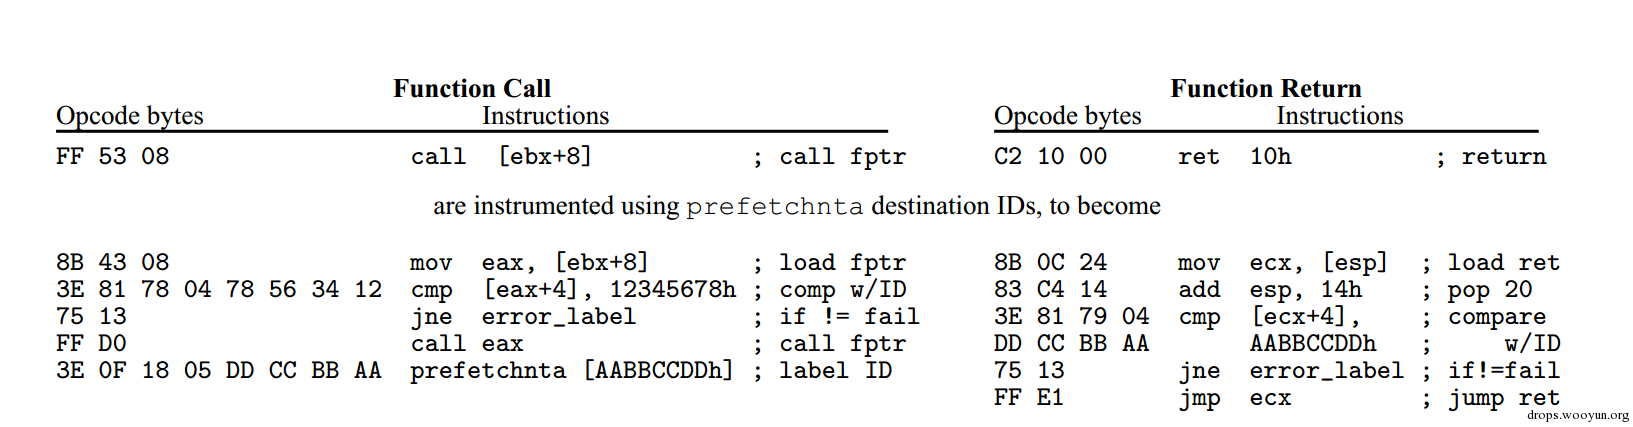 Function Call Function Return
Opcode bytes Instructions Opcode bytes Instructions
FF 53 08 call [ebx+8] ; call fptr C2 10 00 ret 10h ; return
are instrumented using prefetchnta destination IDs, to become
8B 43 08 mov eax, [ebx+8] ; load fptr 8B 0C 24 mov ecx, [esp] ; load ret
3E 81 78 04 78 56 34 12 cmp [eax+4], 12345678h ; comp w/ID 83 C4 14 add esp, 14h ; pop 20
75 13 jne error_label ; if != fail 3E 81 79 04 cmp [ecx+4], ; compare
FF D0 call eax ; call fptr DD CC BB AA AABBCCDDh ; w/ID
3E 0F 18 05 DD CC BB AA prefetchnta [AABBCCDDh] ; label ID 75 13 jne error_label ; if!=fail
FF E1 jmp ecx ; jump ret
drops.wooyun.org